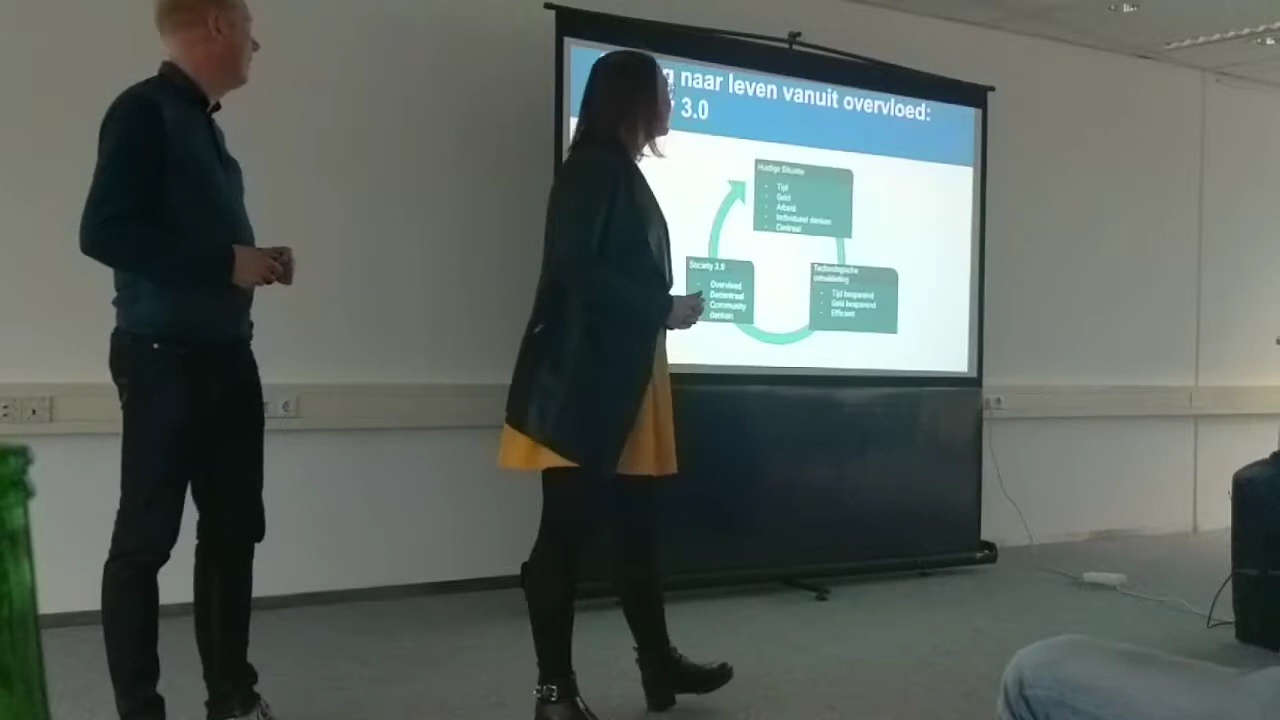 g naar leven vanuit overvloed:
3.0
Huidige Situatie
Tijd
Geld
Arbeid
Individueel denken
Centraal
Society 3.0
Overvloed
Decentraal
Community
denken
Technologische
ontwikkeling
Tijd besparend
Geld besparend
Efficient